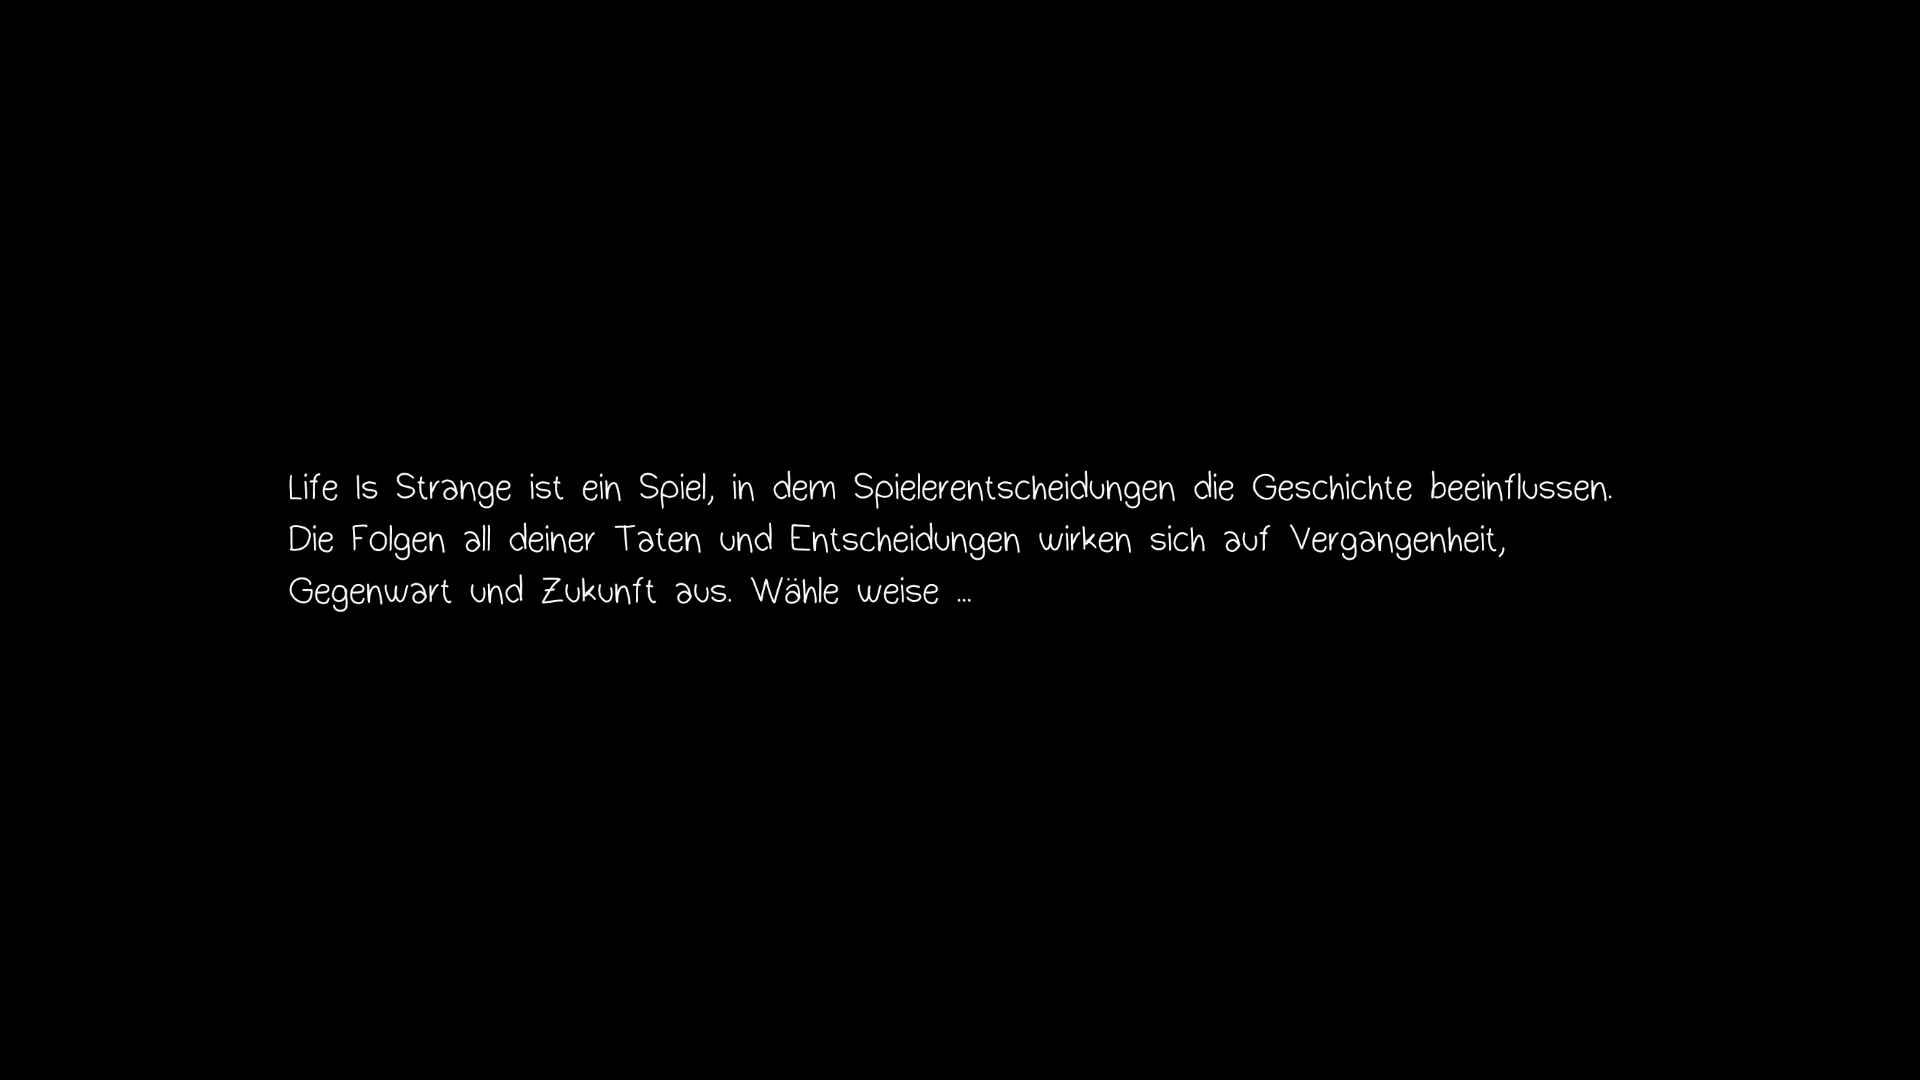 Life Is Strange ist ein Spiel, in dem Spielerentscheidungen die Geschichte beeinflussen.
Die Folgen all deiner Taten und Entscheidungen wirken sich auf Vergangenheit,
Gegenwart und Zukunft aus. Wähle weise ...